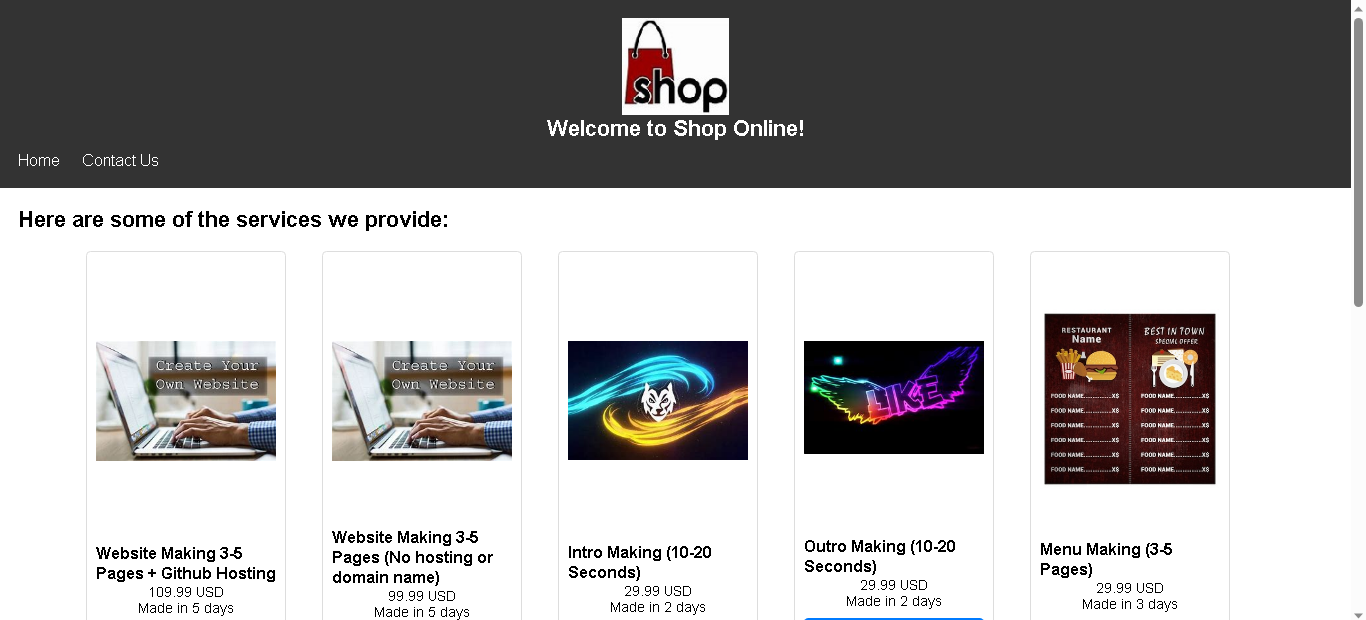 shop
Welcome to Shop Online!
Home
Contact Us
Here are some of the services we provide:
Create Your
Own Website
Website Making 3-5
Pages + Github Hosting
109.99 USD
Made in 5 days
Create Your
Own Website
Website Making 3-5
Pages (No hosting or
domain name)
99.99 USD
Made in 5 days
Intro Making (10-20
Seconds)
29.99 USD
Made in 2 days
LIKE
Outro Making (10-20
Seconds)
29.99 USD
Made in 2 days
RESTAURANT
Name
FOOD NAME..............X$
FOOD NAME..............X$
FOOD NAME..............X$
FOOD NAME..............X$
FOOD NAME..............X$
FOOD NAME..............X$
BEST IN TOWN
SPECIAL OFFER
FOOD NAME..............X$
FOOD NAME..............X$
FOOD NAME..............X$
FOOD NAME..............X$
FOOD NAME..............X$
FOOD NAME..............X$
Menu Making (3-5
Pages)
29.99 USD
Made in 3 days